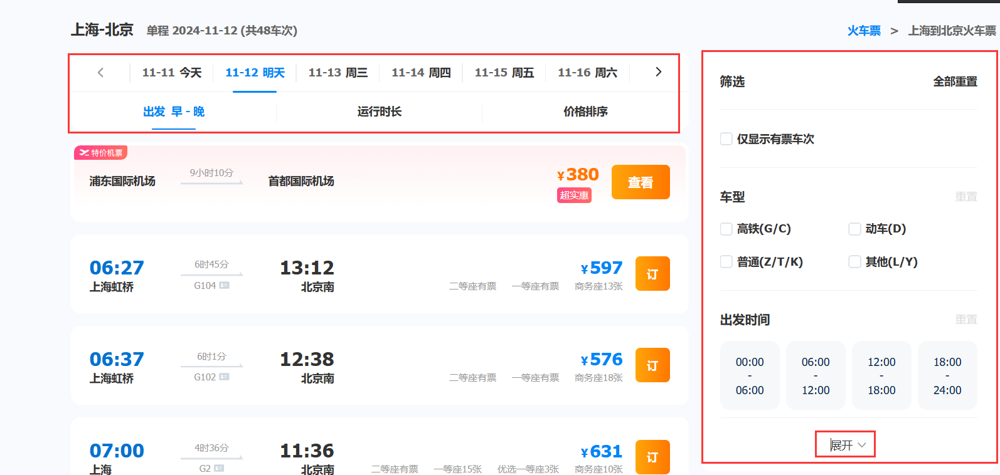 上海-北京 单程 2024-11-12 (共48车次)
火车票 > 上海到北京火车票
11-11 今天 11-12 明天 11-13 周三 11-14 周四 11-15 周五 11-16 周六
出发 早 - 晚 运行时长 价格排序
特价机票
浦东国际机场 9小时10分 首都国际机场 ¥380 查看
超实惠
06:27 6时45分 13:12 ¥597 订
上海虹桥 G104 北京南 二等座有票 一等座有票 商务座13张
06:37 6时1分 12:38 ¥576 订
上海虹桥 G102 北京南 二等座有票 一等座有票 商务座18张
07:00 4时36分 11:36 ¥631 订
上海 G2 北京南 二等座有票 一等座15张 优选一等座3张 商务座10张
筛选 全部重置
仅显示有票车次
车型 重置
高铁(G/C) 动车(D)
普通(Z/T/K) 其他(L/Y)
出发时间 重置
00:00 06:00 12:00 18:00
- - - -
06:00 12:00 18:00 24:00
展开